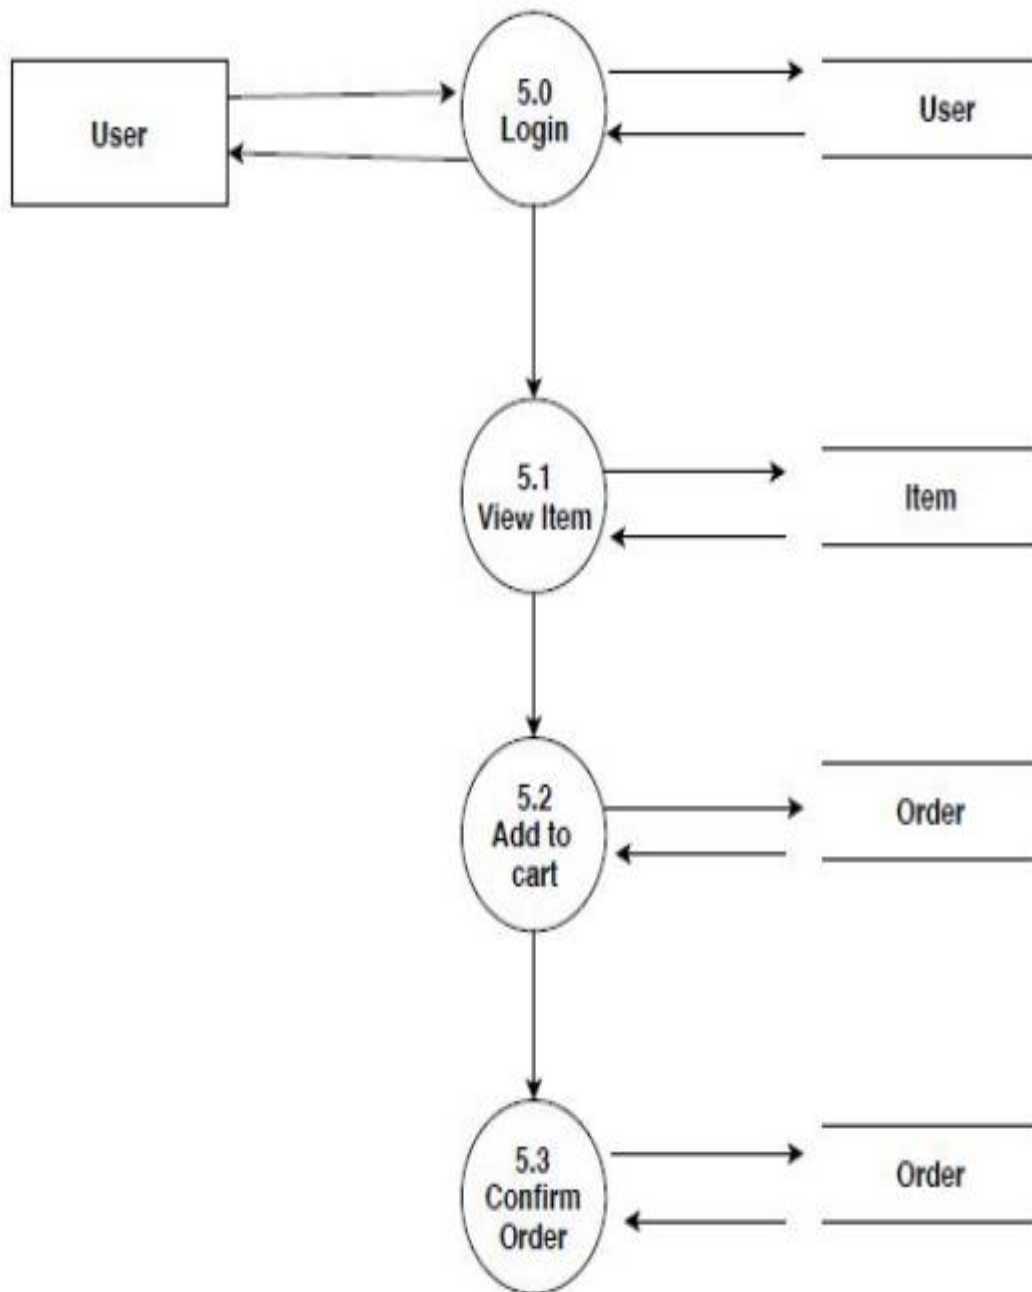 User
5.0
Login
User
5.1
View Item
Item
5.2
Add to
cart
Order
5.3
Confirm
Order
Order